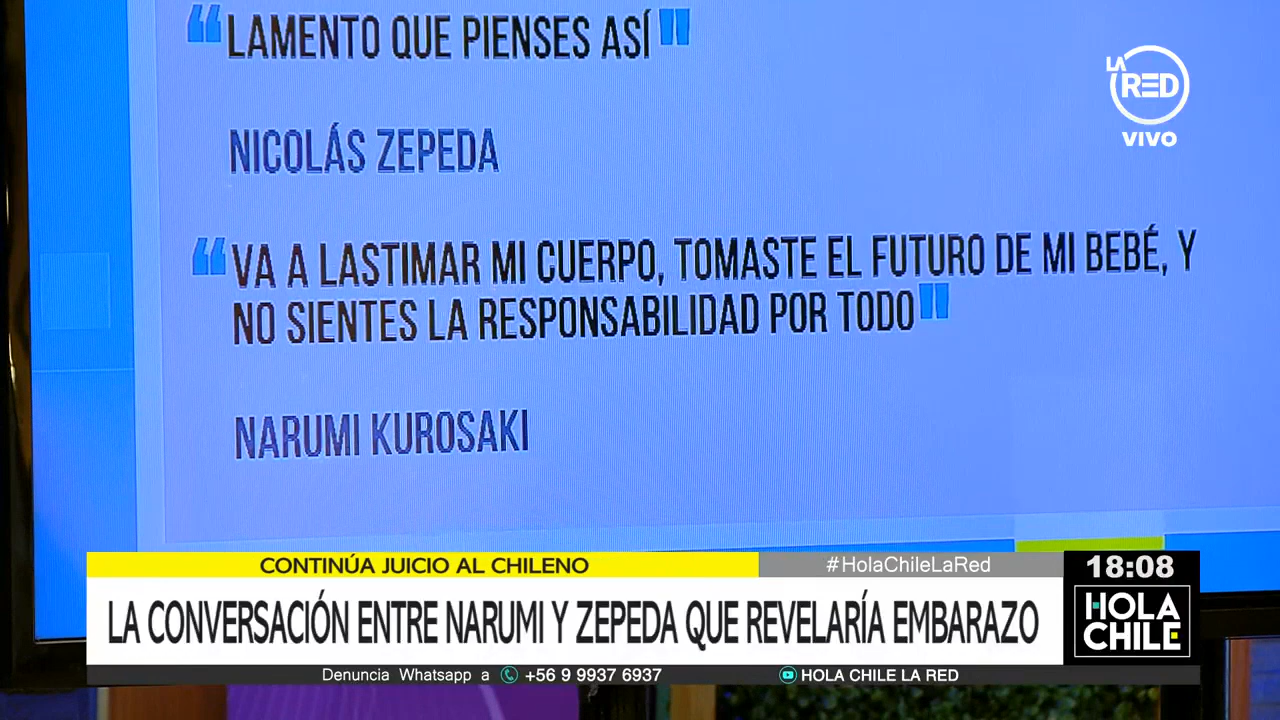 “LAMENTO QUE PIENSES ASÍ"
LA RED
VIVO
NICOLÁS ZEPEDA
“VA A LASTIMAR MI CUERPO, TOMASTE EL FUTURO DE MI BEBÉ, Y
NO SIENTES LA RESPONSABILIDAD POR TODO"
NARUMI KUROSAKI
CONTINÚA JUICIO AL CHILENO
#HolaChileLaRed
18:08
LA CONVERSACIÓN ENTRE NARUMI Y ZEPEDA QUE REVELARÍA EMBARAZO
HOLA
CHILE
Denuncia Whatsapp a +56 9 9937 6937
HOLA CHILE LA RED